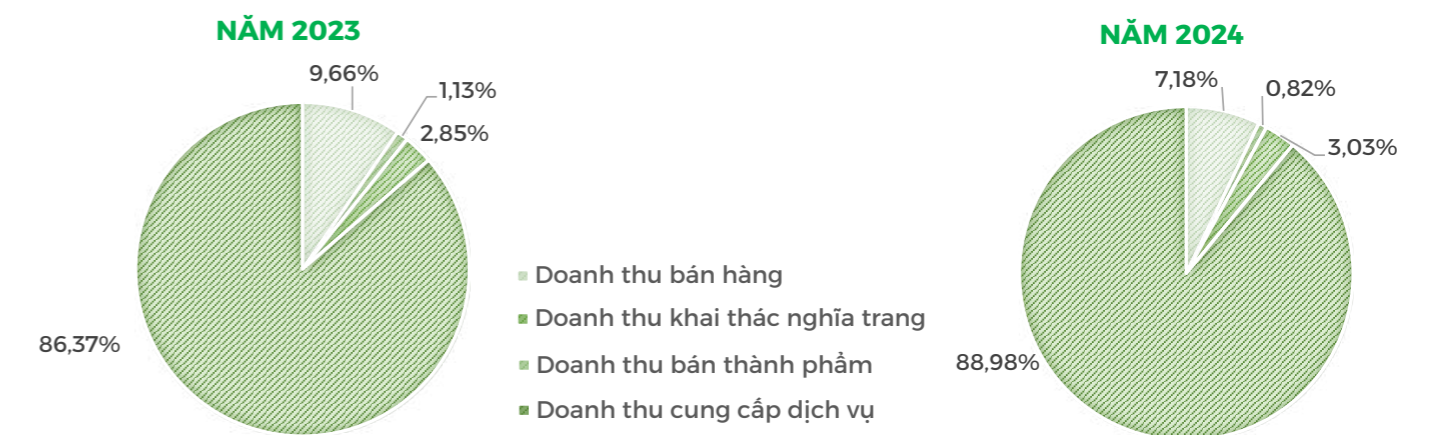 NĂM 2023
9,66%
1,13%
2,85%
86,37%
Doanh thu bán hàng
Doanh thu khai thác nghĩa trang
Doanh thu bán thành phẩm
Doanh thu cung cấp dịch vụ
NĂM 2024
7,18%
0,82%
3,03%
88,98%